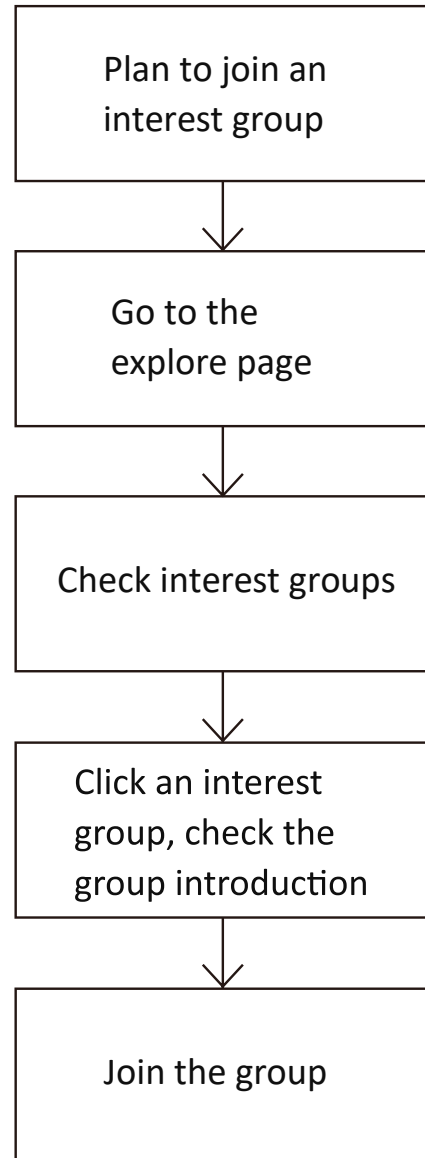 Plan to join an
interest group
Go to the
explore page
Check interest groups
Click an interest
group, check the
group introduction
Join the group